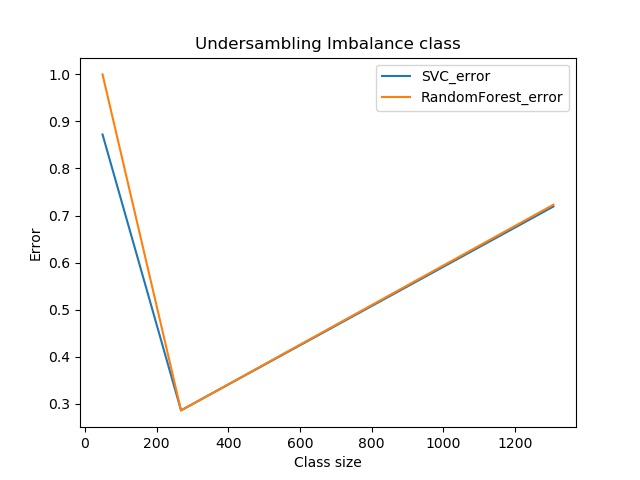 Undersambling Imbalance class
SVC_error
RandomForest_error
1.0
0.9
0.8
0.7
0.6
0.5
0.4
0.3
Error
0 200 400 600 800 1000 1200
Class size